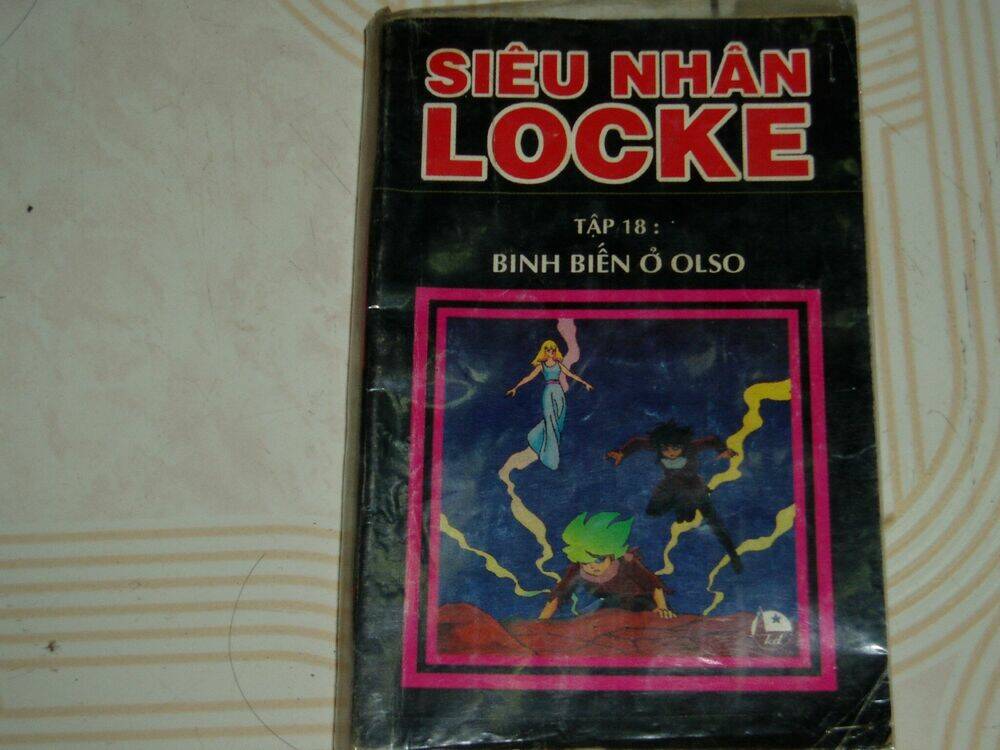 SIÊU NHÂN
LOCKE
TẬP 18 :
BINH BIẾN Ở OLSO